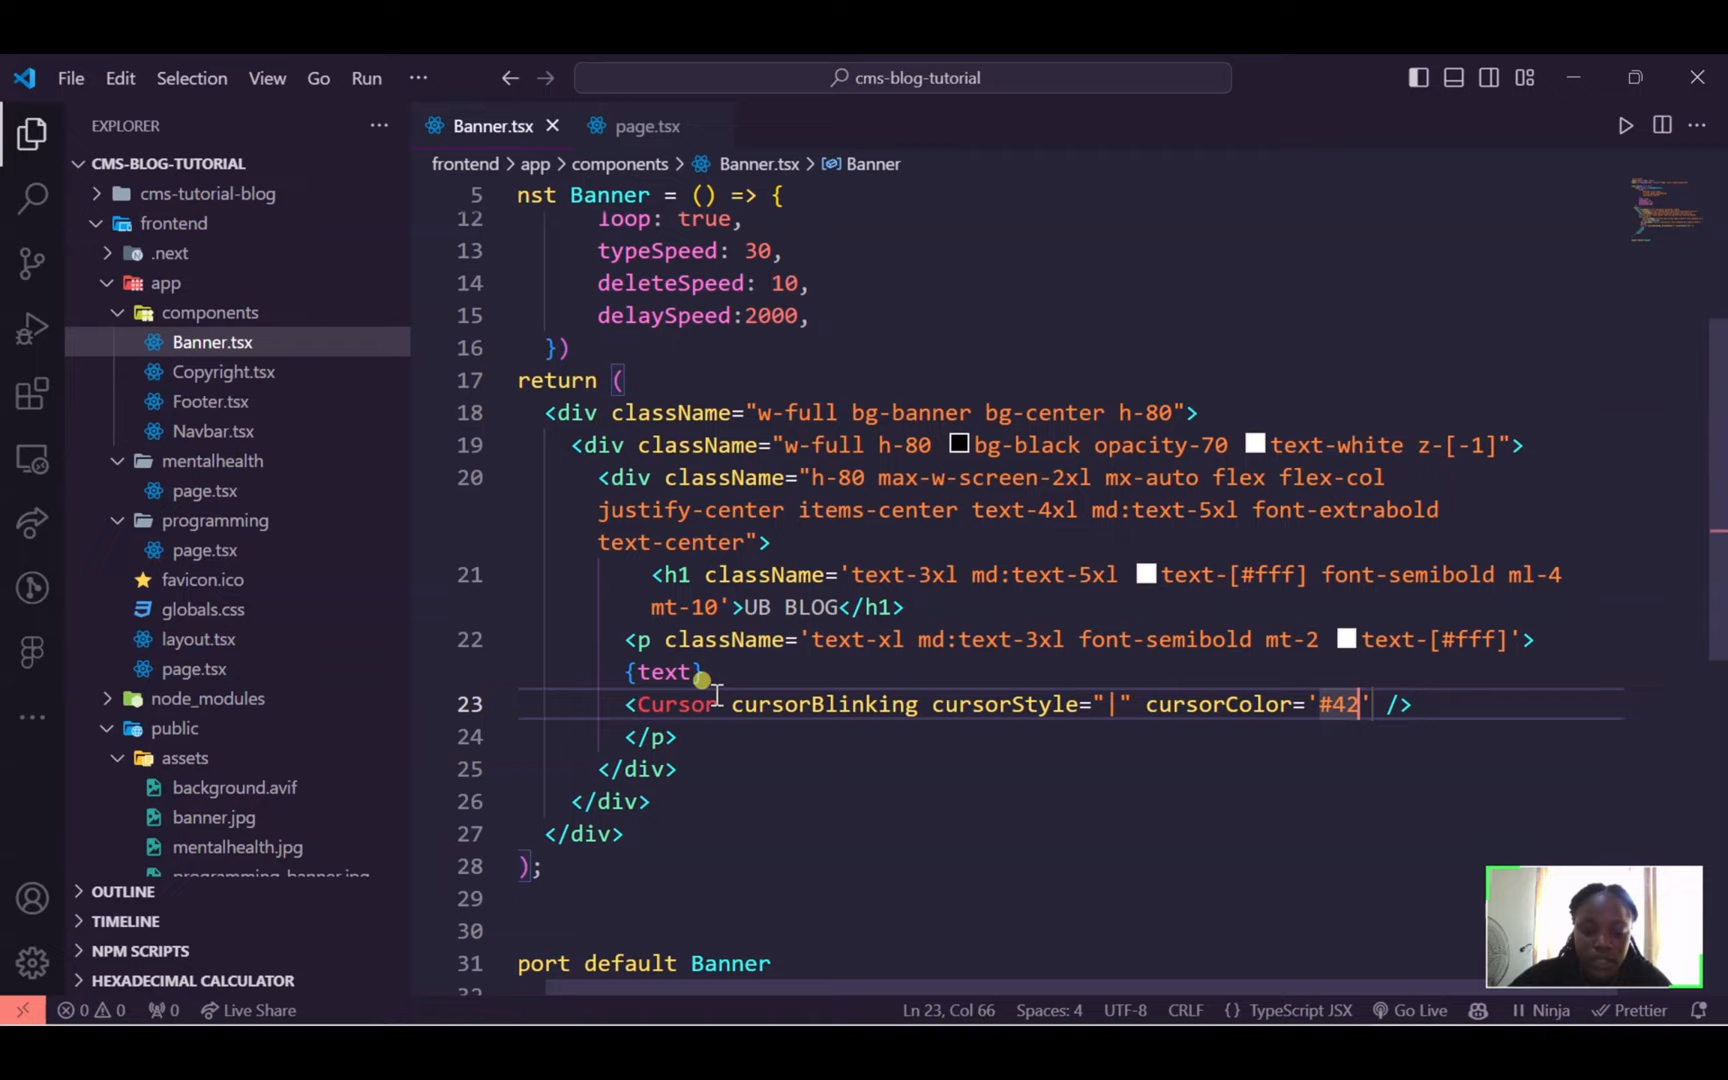 File Edit Selection View Go Run ··· cms-blog-tutorial
EXPLORER
CMS-BLOG-TUTORIAL
cms-tutorial-blog
frontend
.next
app
components
Banner.tsx
Copyright.tsx
Footer.tsx
Navbar.tsx
mentalhealth
page.tsx
programming
page.tsx
favicon.ico
globals.css
layout.tsx
page.tsx
node_modules
public
assets
background.avif
banner.jpg
mentalhealth.jpg
programming-banner.jpg
OUTLINE
TIMELINE
NPM SCRIPTS
HEXADECIMAL CALCULATOR
Banner.tsx page.tsx
frontend > app > components > Banner.tsx > Banner
5 nst Banner = () => {
12 loop: true,
13 typeSpeed: 30,
14 deleteSpeed: 10,
15 delaySpeed:2000,
16 })
17 return (
18 <div className="w-full bg-banner bg-center h-80">
19 <div className="w-full h-80 bg-black opacity-70 text-white z-[-1]">
20 <div className="h-80 max-w-screen-2xl mx-auto flex flex-col
justify-center items-center text-4xl md:text-5xl font-extrabold
text-center">
21 <h1 className='text-3xl md:text-5xl text-[#fff] font-semibold ml-4
mt-10'>UB BLOG</h1>
22 <p className='text-xl md:text-3xl font-semibold mt-2 text-[#fff]'>
{text}
23 <Cursor cursorBlinking cursorStyle="|" cursorColor='#42' />
24 </p>
25 </div>
26 </div>
27 </div>
28 );
29
30
31 port default Banner
32
0 0 0 Live Share Ln 23, Col 66 Spaces: 4 UTF-8 CRLF {} TypeScript JSX Go Live Ninja Prettier